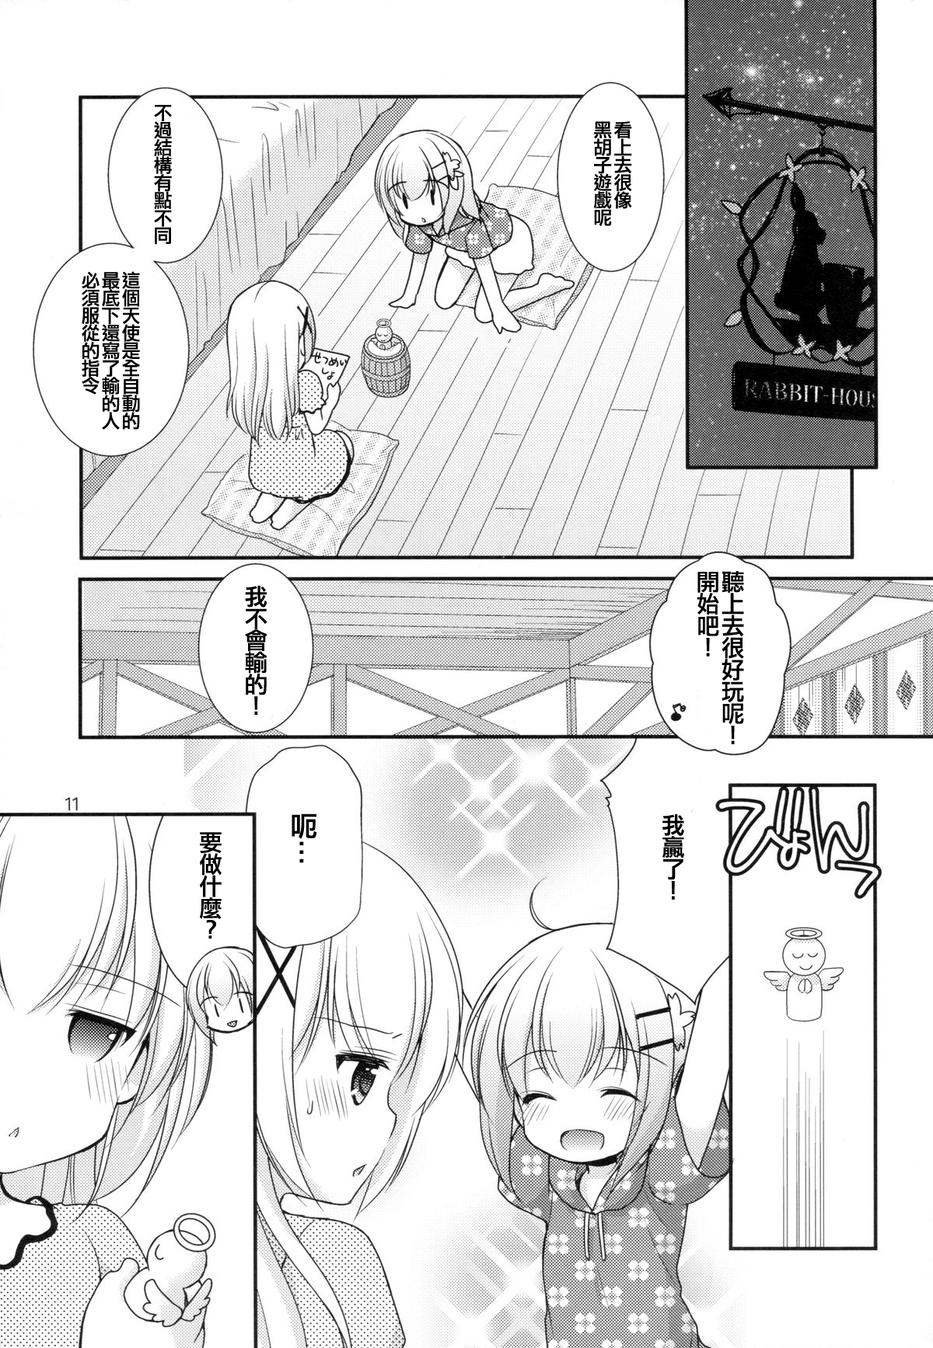 RABBIT-HOUS
看上去很像
黑胡子遊戲呢
不過結構有點不同
這個天使是全自動的
最底下還寫了輸的人
必須服從的指令
せつめい
しょ
聽上去很好玩呢！
開始吧！
我不會輸的！
ぴょんっ
我贏了！
呃…
要做什麼？
11